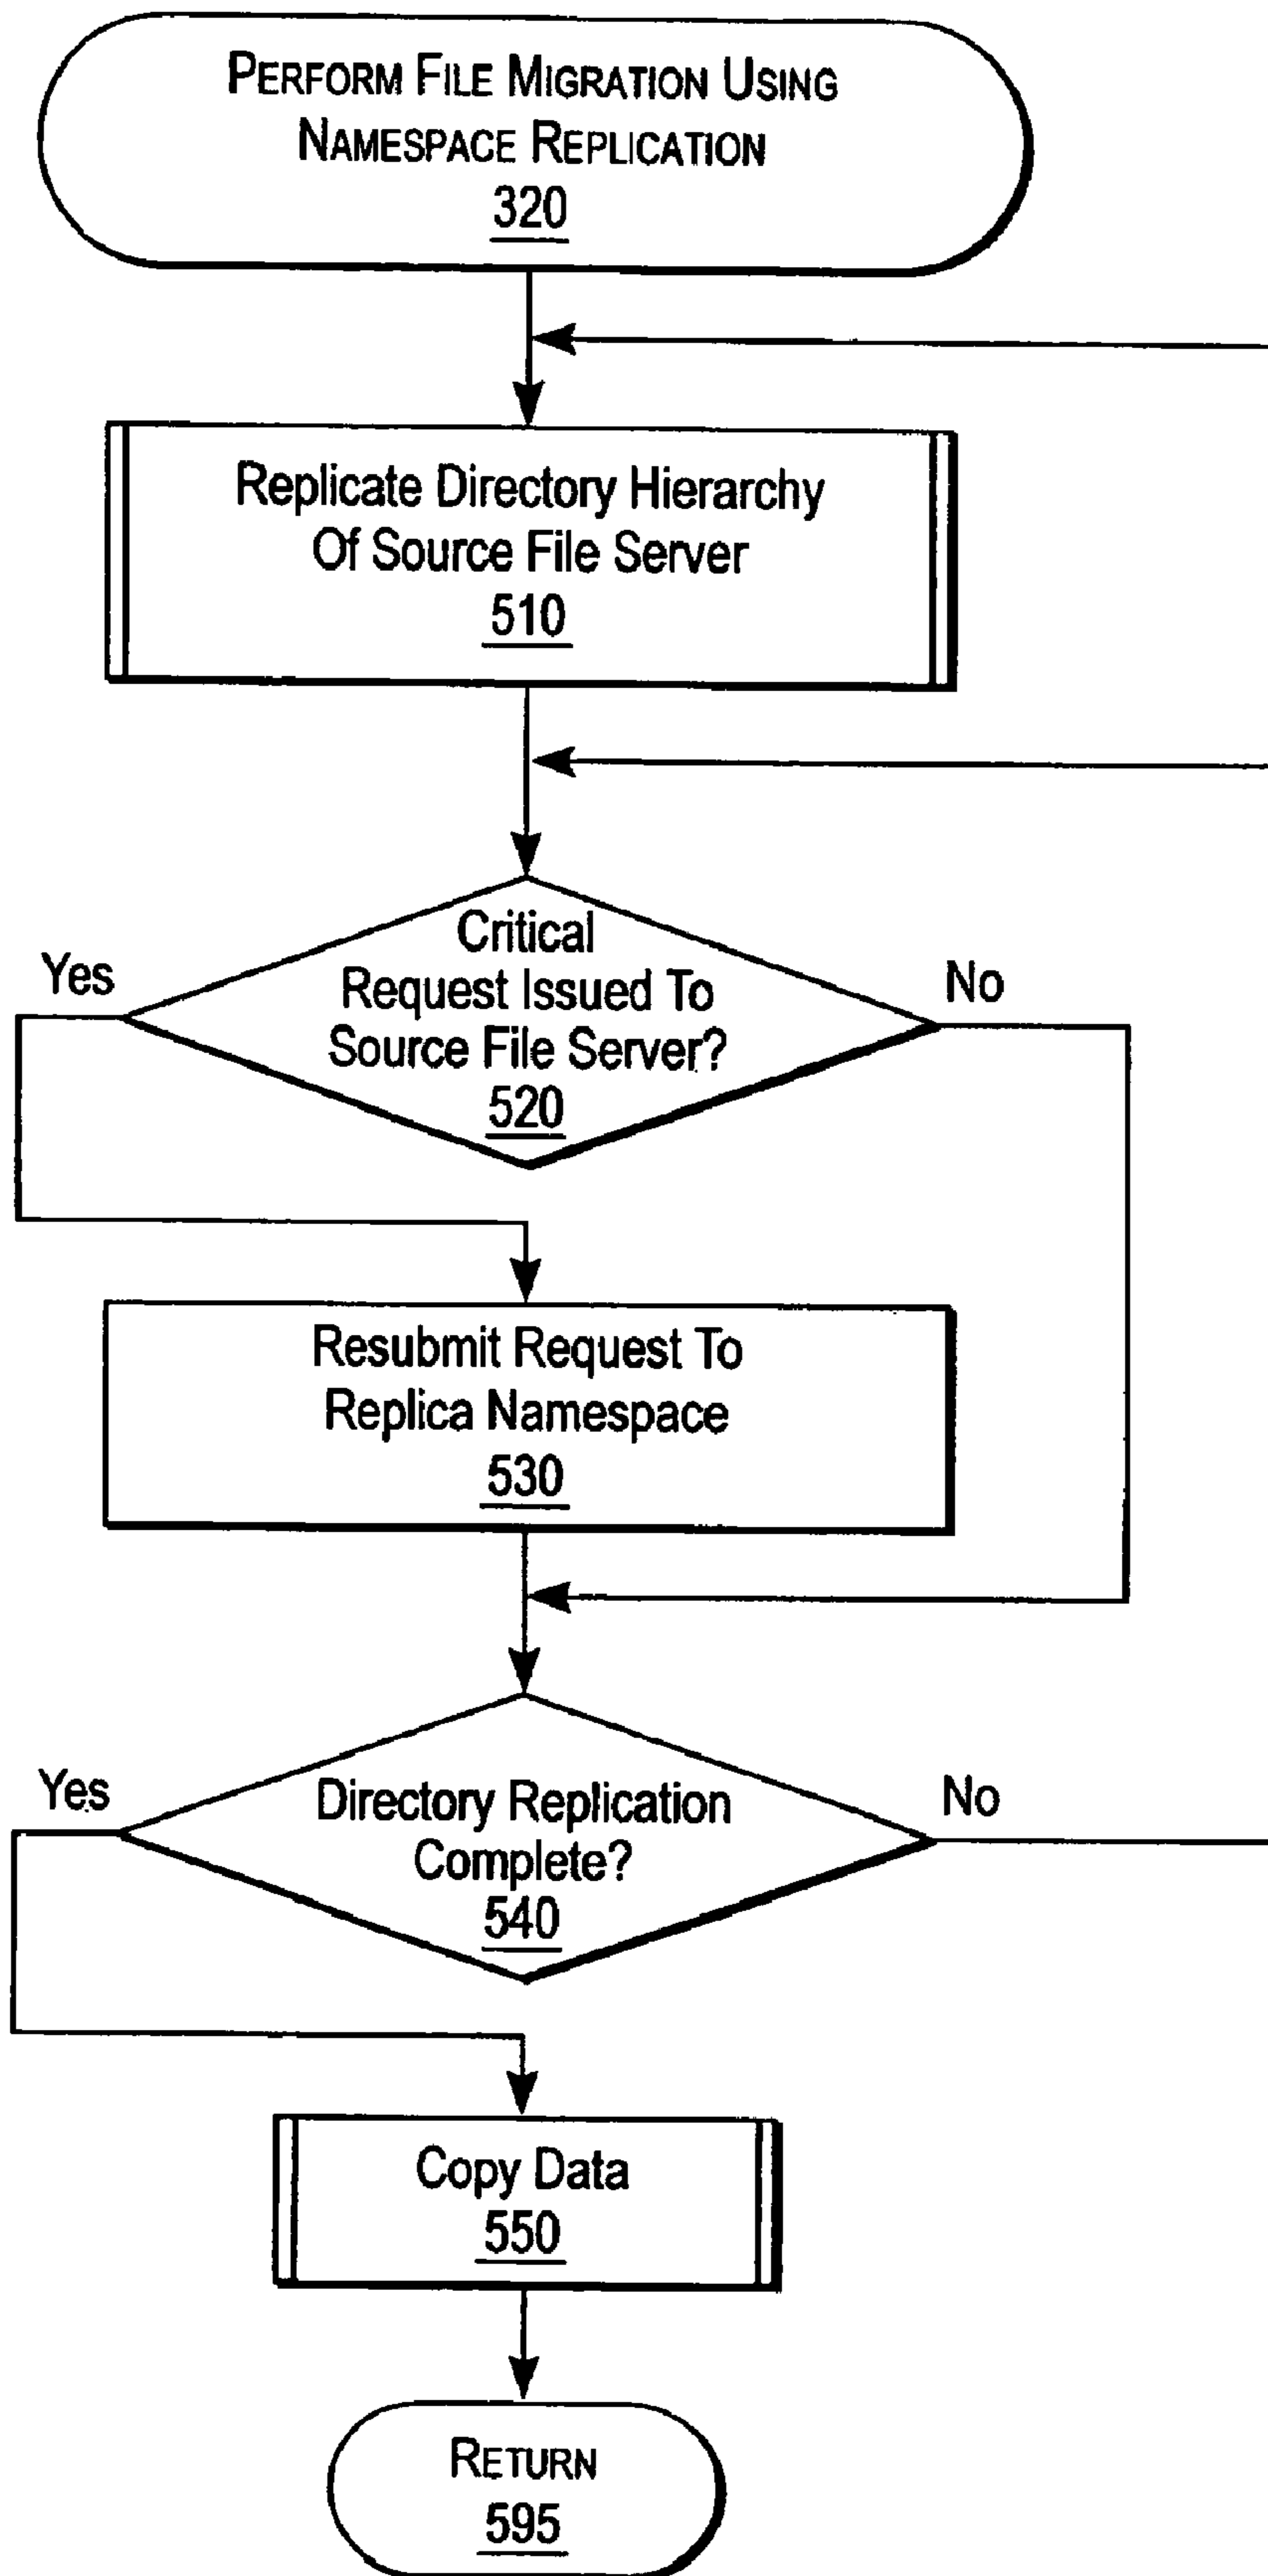 PERFORM FILE MIGRATION USING
NAMESPACE REPLICATION
320
Replicate Directory Hierarchy
Of Source File Server
510
Critical
Request Issued To
Source File Server?
520
Yes
No
Resubmit Request To
Replica Namespace
530
Directory Replication
Complete?
540
Yes
No
Copy Data
550
RETURN
595